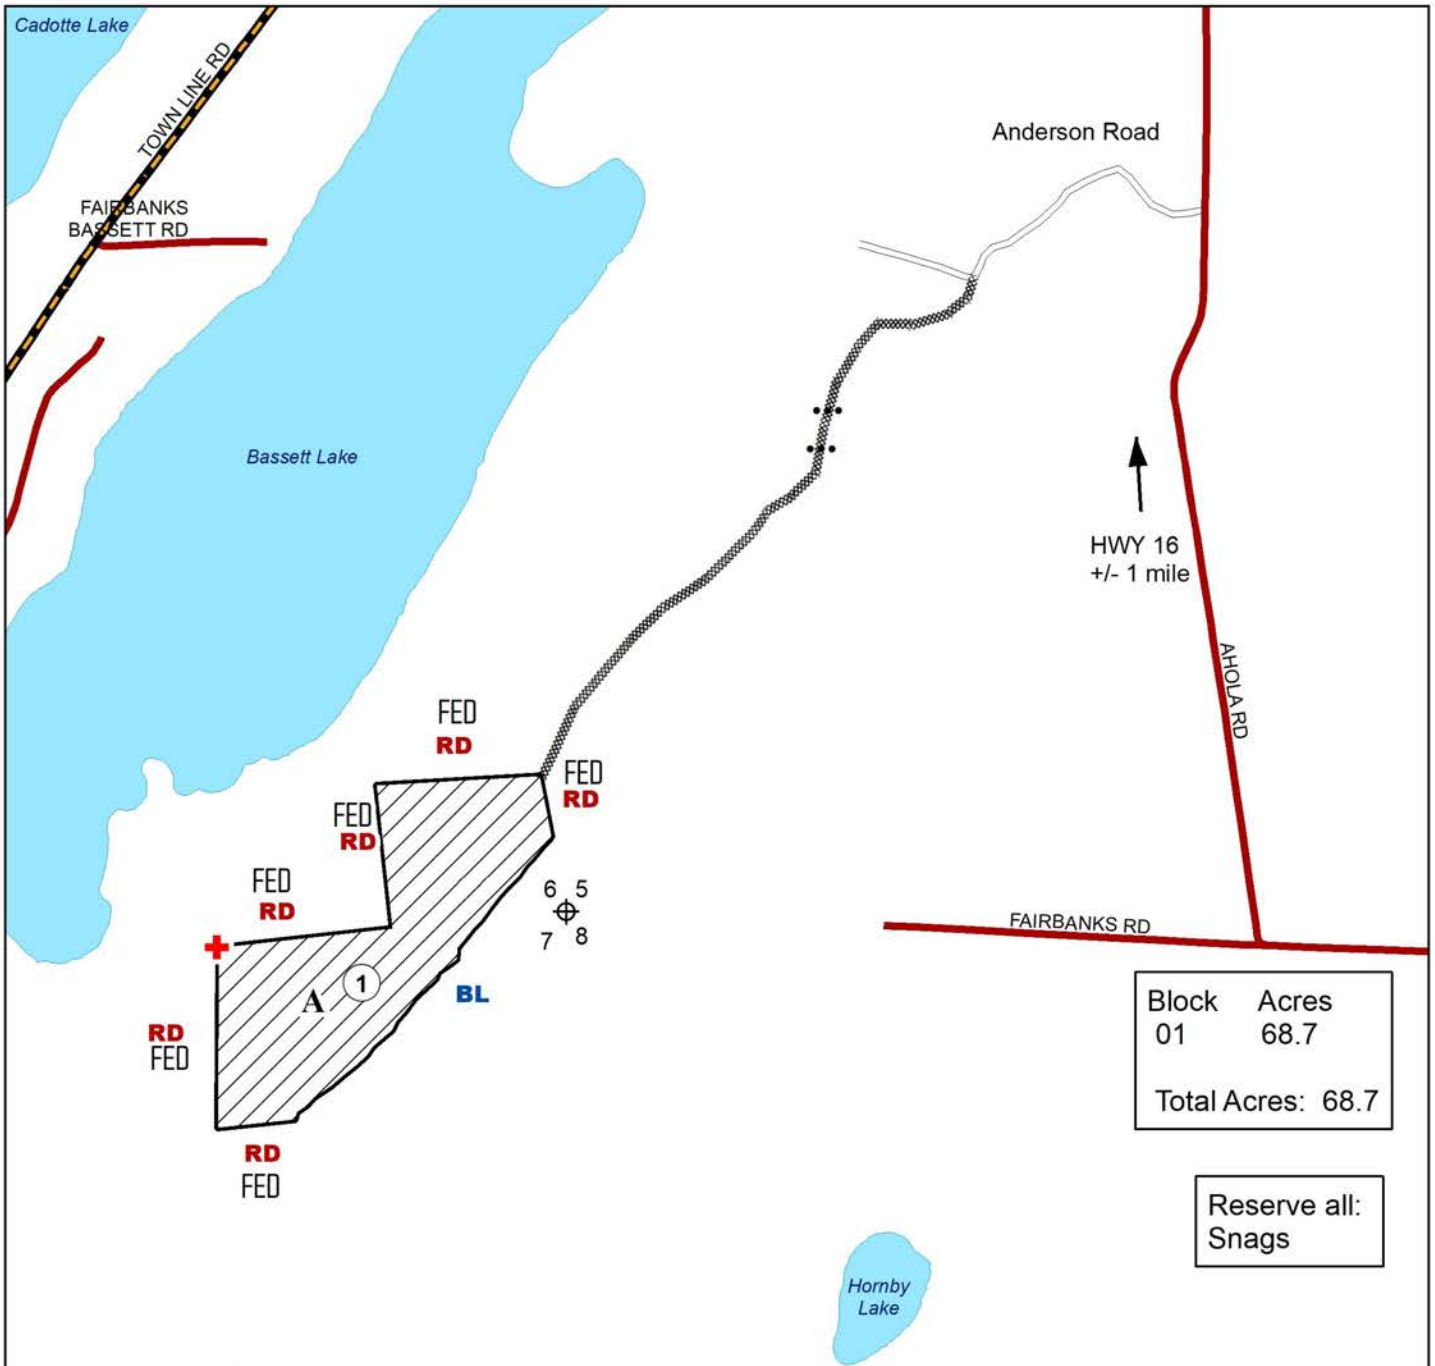 Cadotte Lake
TOWN LINE RD
Anderson Road
FAIRBANKS
BASSETT RD
Bassett Lake
HWY 16
+/- 1 mile
AHOLA RD
FED
RD
FED
RD
FED
RD
FED
RD
6 5
7 8
FAIRBANKS RD
A 1
BL
RD
FED
RD
FED
Block Acres
01 68.7
Total Acres: 68.7
Reserve all:
Snags
Hornby
Lake